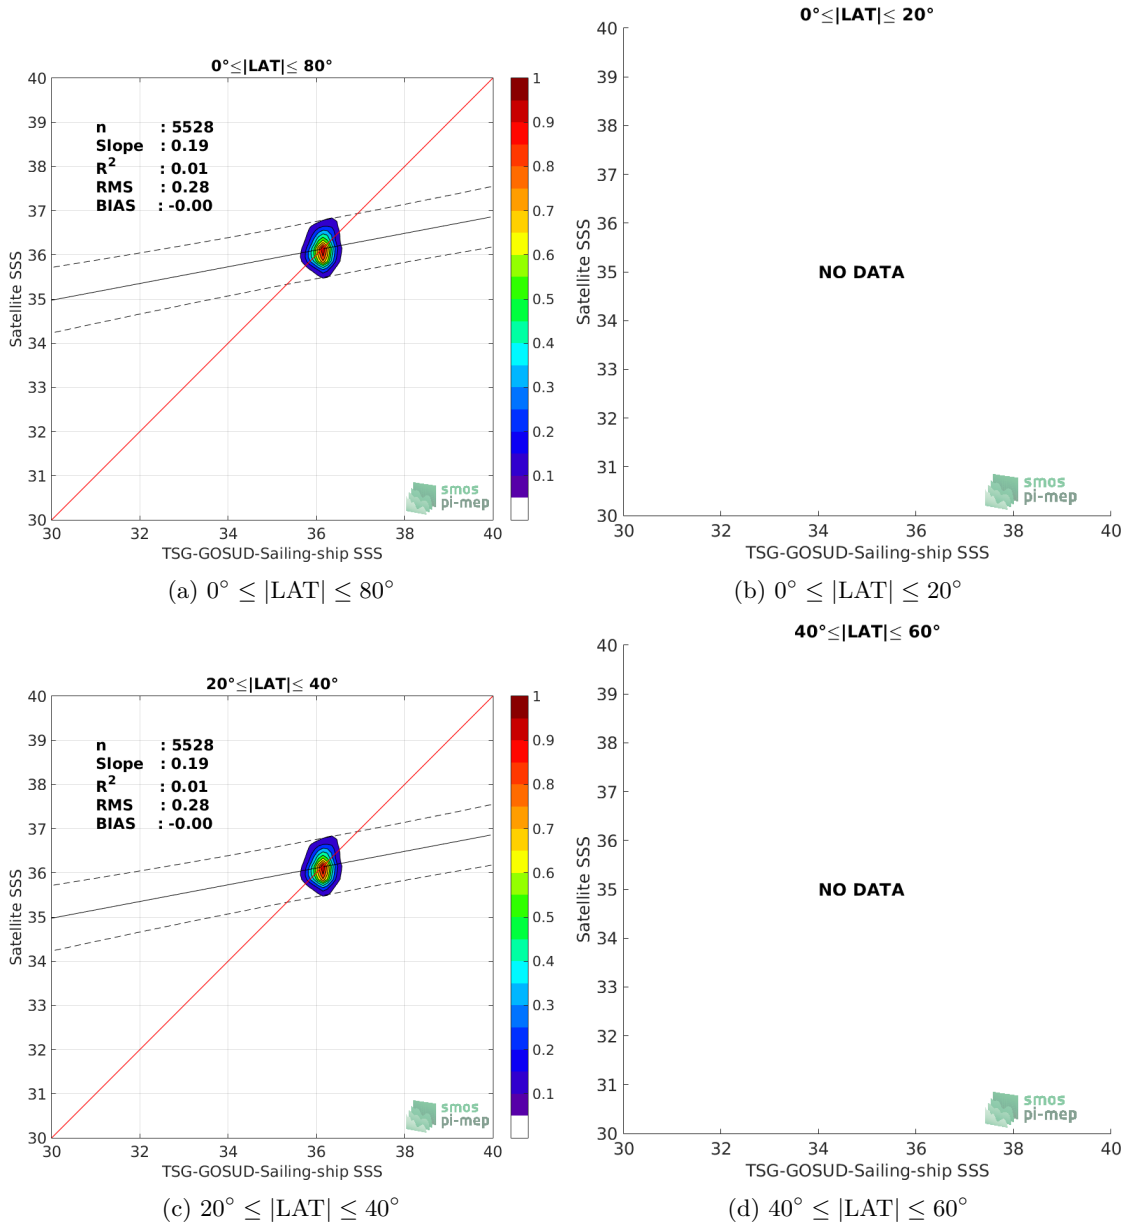 0°≤|LAT|≤ 80°
40
39
38
37
36
35
34
33
32
31
30
30
32
34
36
38
40
Satellite SSS
TSG-GOSUD-Sailing-ship SSS
n : 5528
Slope : 0.19
R² : 0.01
RMS : 0.28
BIAS : -0.00
1
0.9
0.8
0.7
0.6
0.5
0.4
0.3
0.2
0.1
smos
pi-mep
(a) 0° ≤ |LAT| ≤ 80°
0°≤|LAT|≤ 20°
40
39
38
37
36
35
34
33
32
31
30
30
32
34
36
38
40
Satellite SSS
TSG-GOSUD-Sailing-ship SSS
NO DATA
smos
pi-mep
(b) 0° ≤ |LAT| ≤ 20°
20°≤|LAT|≤ 40°
40
39
38
37
36
35
34
33
32
31
30
30
32
34
36
38
40
Satellite SSS
TSG-GOSUD-Sailing-ship SSS
n : 5528
Slope : 0.19
R² : 0.01
RMS : 0.28
BIAS : -0.00
1
0.9
0.8
0.7
0.6
0.5
0.4
0.3
0.2
0.1
smos
pi-mep
(c) 20° ≤ |LAT| ≤ 40°
40°≤|LAT|≤ 60°
40
39
38
37
36
35
34
33
32
31
30
30
32
34
36
38
40
Satellite SSS
TSG-GOSUD-Sailing-ship SSS
NO DATA
smos
pi-mep
(d) 40° ≤ |LAT| ≤ 60°